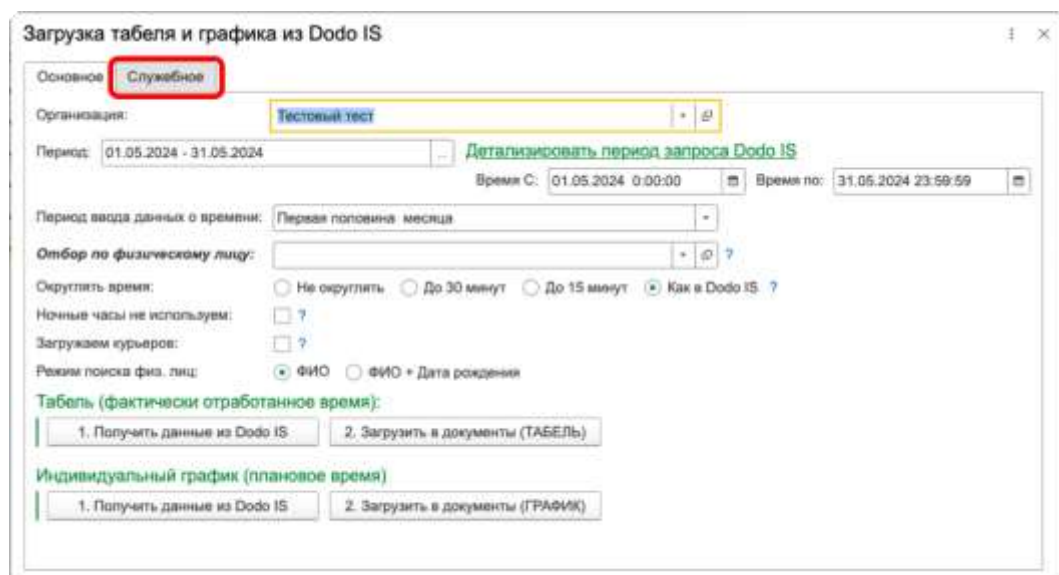 Загрузка табеля и графика из Dodo IS
Основное Служебное
Организация: Тестовый тест
Период: 01.05.2024 - 31.05.2024 ... Детализировать период запроса Dodo IS
Время С: 01.05.2024 0:00:00 Время по: 31.05.2024 23:59:59
Период ввода данных о времени: Первая половина месяца
Отбор по физическому лицу: ?
Округлять время: Не округлять До 30 минут До 15 минут Как в Dodo IS ?
Ночные часы не используем: ?
Загружаем курьеров: ?
Режим поиска физ. лиц: ФИО ФИО + Дата рождения
Табель (фактически отработанное время):
1. Получить данные из Dodo IS 2. Загрузить в документы (ТАБЕЛЬ)
Индивидуальный график (плановое время)
1. Получить данные из Dodo IS 2. Загрузить в документы (ГРАФИК)